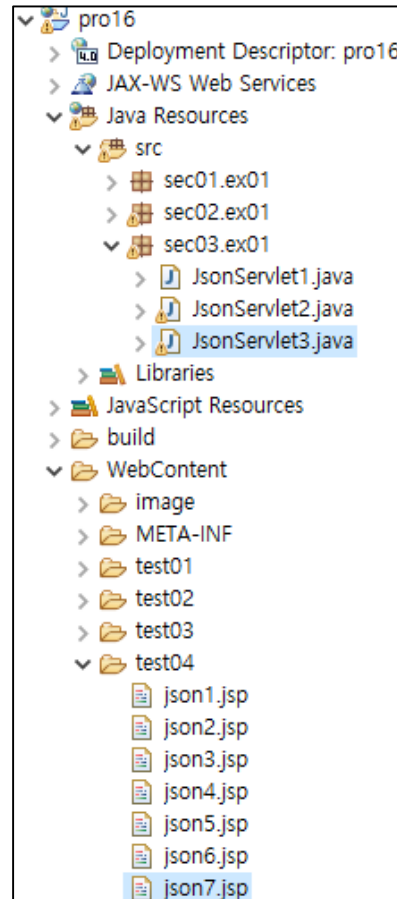 pro16
4.0 Deployment Descriptor: pro16
JAX-WS Web Services
Java Resources
src
sec01.ex01
sec02.ex01
sec03.ex01
JsonServlet1.java
JsonServlet2.java
JsonServlet3.java
Libraries
JavaScript Resources
build
WebContent
image
META-INF
test01
test02
test03
test04
json1.jsp
json2.jsp
json3.jsp
json4.jsp
json5.jsp
json6.jsp
json7.jsp